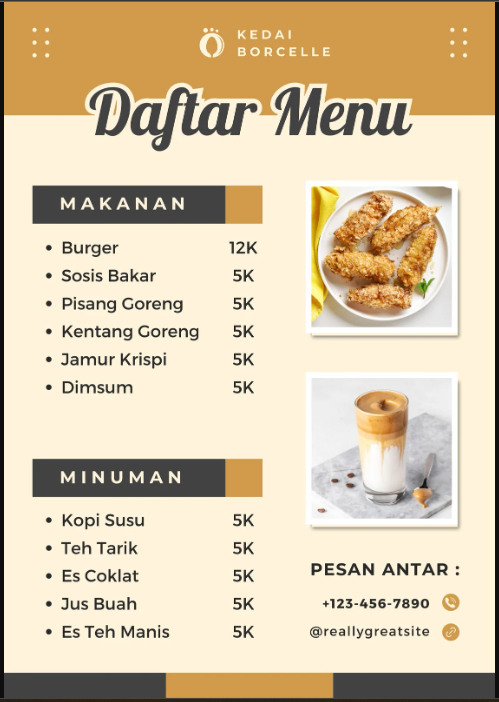 KEDAI
BORCELLE
Daftar Menu
MAKANAN
• Burger 12K
• Sosis Bakar 5K
• Pisang Goreng 5K
• Kentang Goreng 5K
• Jamur Krispi 5K
• Dimsum 5K
MINUMAN
• Kopi Susu 5K
• Teh Tarik 5K
• Es Coklat 5K
• Jus Buah 5K
• Es Teh Manis 5K
PESAN ANTAR :
+123-456-7890
@reallygreatsite